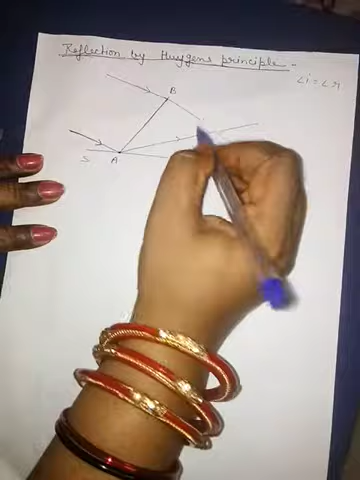 Reflection by Huygens principle -
∠i = ∠r
B
S
A